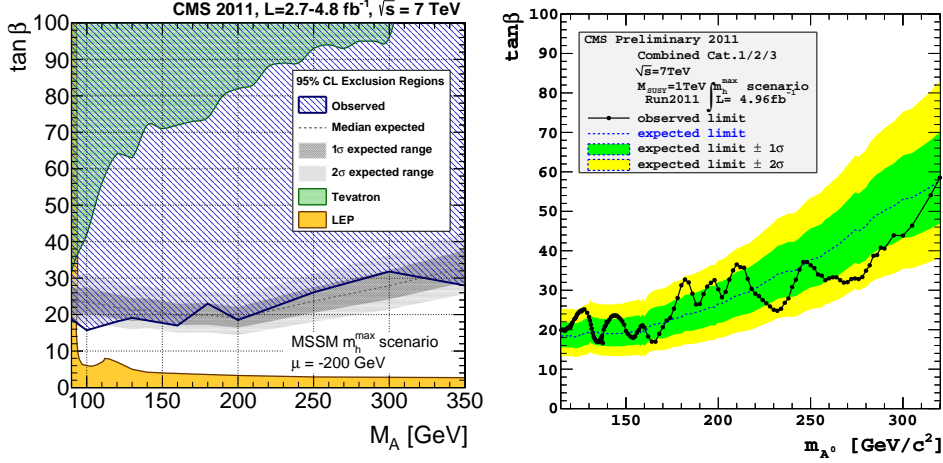 CMS 2011, L=2.7-4.8 fb⁻¹, √s = 7 TeV
tanβ
100
90
80
70
60
50
40
30
20
10
0
95% CL Exclusion Regions
Observed
Median expected
1σ expected range
2σ expected range
Tevatron
LEP
MSSM m_h^max scenario
μ = -200 GeV
100 150 200 250 300 350
M_A [GeV]
tanβ
100
90
80
70
60
50
40
30
20
10
0
CMS Preliminary 2011
Combined Cat.1/2/3
√s=7TeV
M_SUSY=1TeV m_h^max scenario
Run2011 ∫L= 4.96fb⁻¹
observed limit
expected limit
expected limit ± 1σ
expected limit ± 2σ
150 200 250 300
m_A⁰ [GeV/c²]